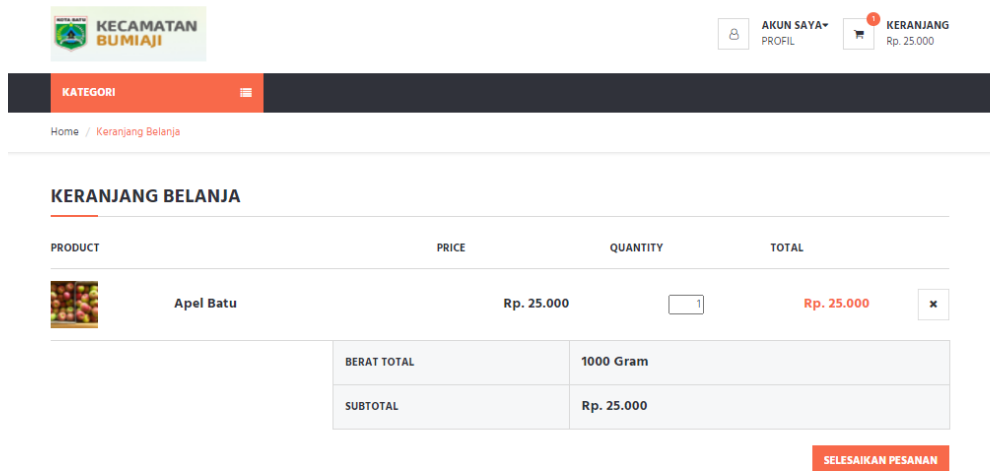 KOTA BATU
KECAMATAN
BUMIAJI
AKUN SAYA
PROFIL
1
KERANJANG
Rp. 25.000
KATEGORI
Home / Keranjang Belanja
KERANJANG BELANJA
PRODUCT PRICE QUANTITY TOTAL
Apel Batu Rp. 25.000 1 Rp. 25.000 ×
BERAT TOTAL 1000 Gram
SUBTOTAL Rp. 25.000
SELESAIKAN PESANAN